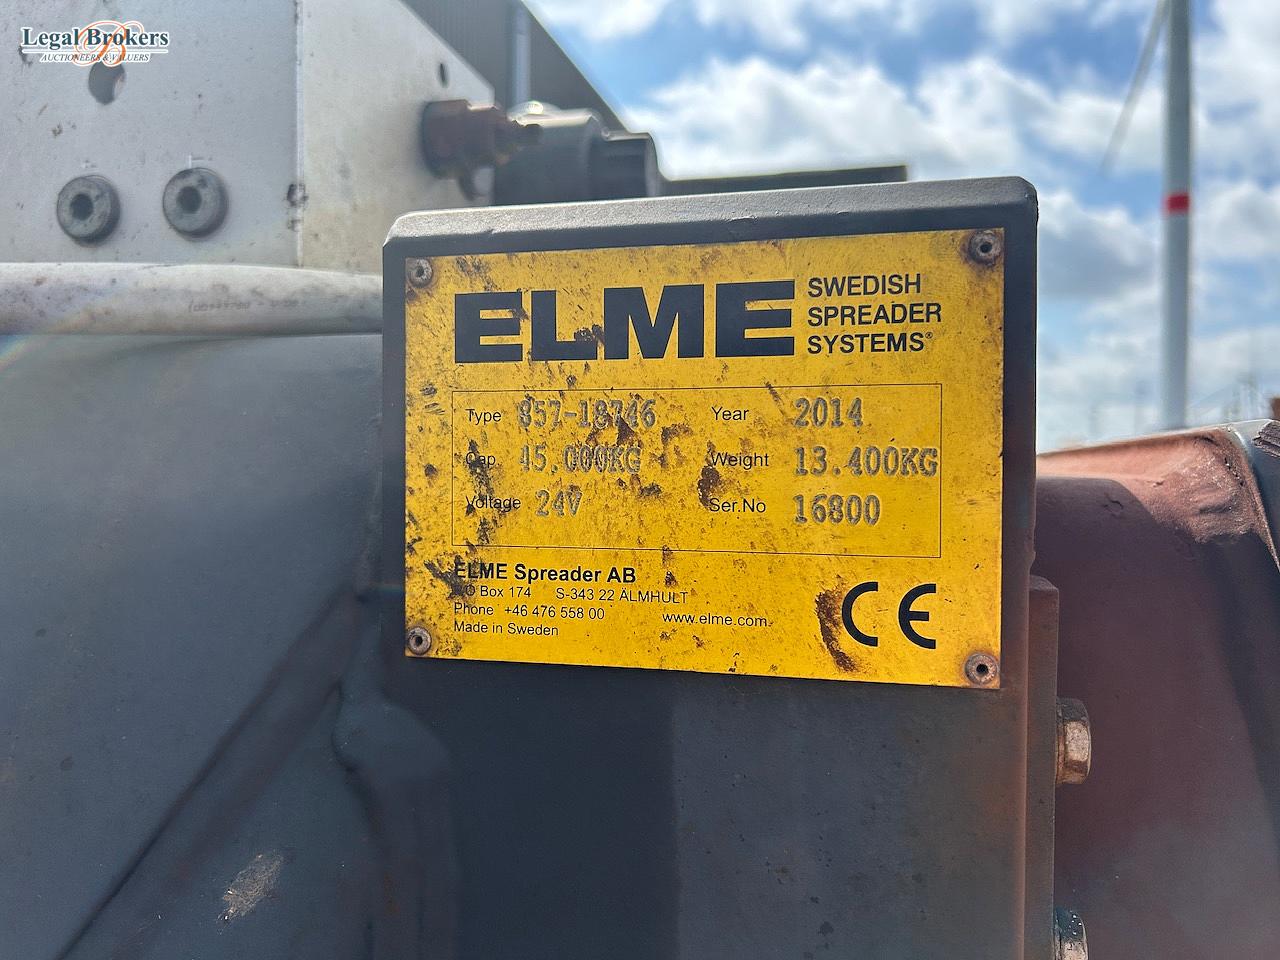 Legal Brokers
AUCTIONEERS & VALUERS
ELME SWEDISH
SPREADER
SYSTEMS®
Type 857-18746 Year 2014
Cap 45.000KG Weight 13.400KG
Voltage 24V Ser.No 16800
ELME Spreader AB
P O Box 174 S-343 22 ÄLMHULT
Phone +46 476 558 00 www.elme.com
Made in Sweden
CE